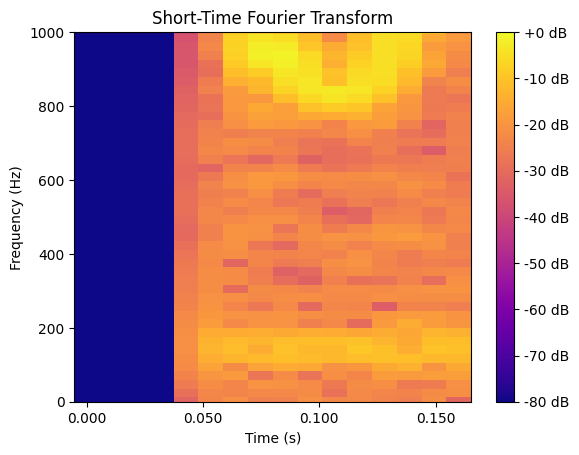 Short-Time Fourier Transform
1000
800
600
400
200
0
Frequency (Hz)
0.000
0.050
0.100
0.150
Time (s)
+0 dB
-10 dB
-20 dB
-30 dB
-40 dB
-50 dB
-60 dB
-70 dB
-80 dB